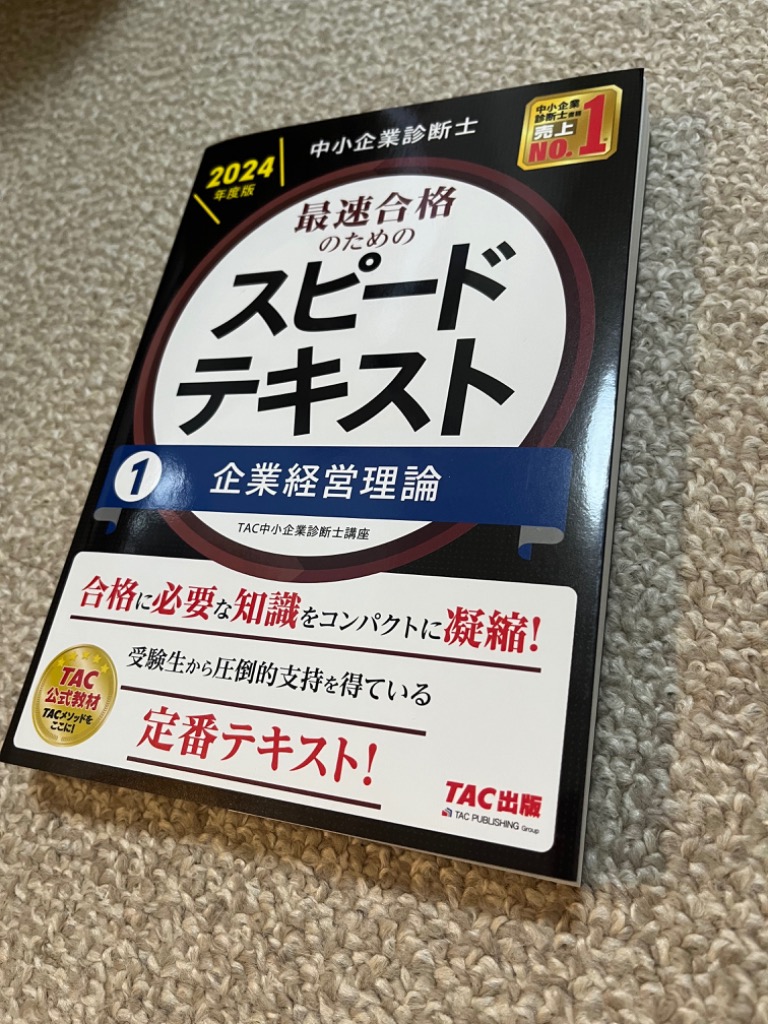 2024
年度版
中小企業診断士
中小企業
診断士書籍
売上
NO.1
最速合格
のための
スピード
テキスト
1 企業経営理論
TAC中小企業診断士講座
合格に必要な知識をコンパクトに凝縮!
受験生から圧倒的支持を得ている
定番テキスト!
TAC
公式教材
TACメソッドを
ここに!
TAC出版
TAC PUBLISHING Group